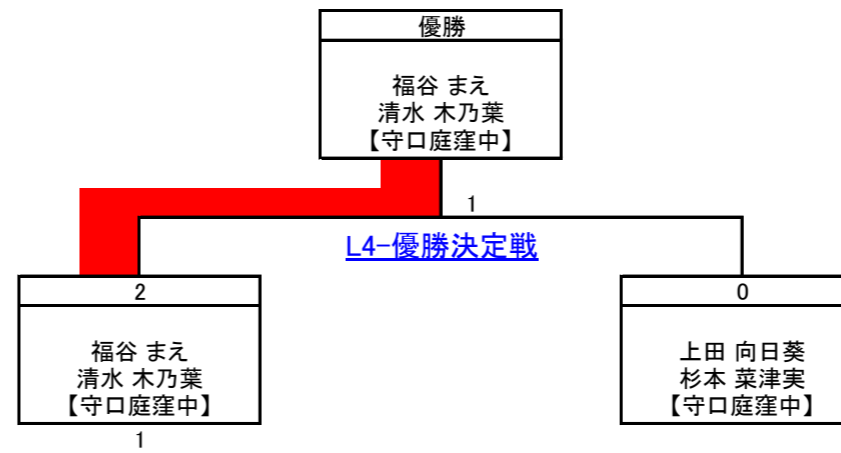 優勝
福谷 まえ
清水 木乃葉
【守口庭窪中】
1
L4-優勝決定戦
2
福谷 まえ
清水 木乃葉
【守口庭窪中】
1
0
上田 向日葵
杉本 菜津実
【守口庭窪中】